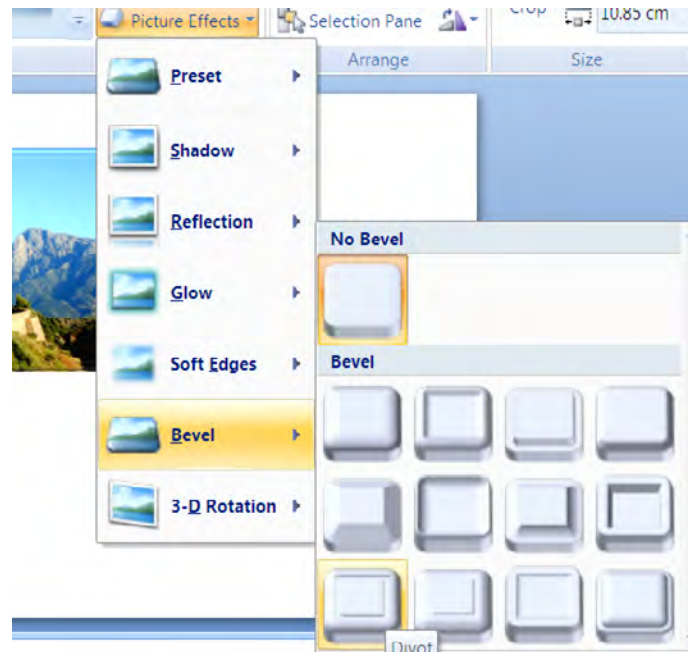 Picture Effects
Selection Pane
Crop
10.85 cm
Arrange
Size
Preset
Shadow
Reflection
Glow
Soft Edges
Bevel
3-D Rotation
No Bevel
Bevel
Divot